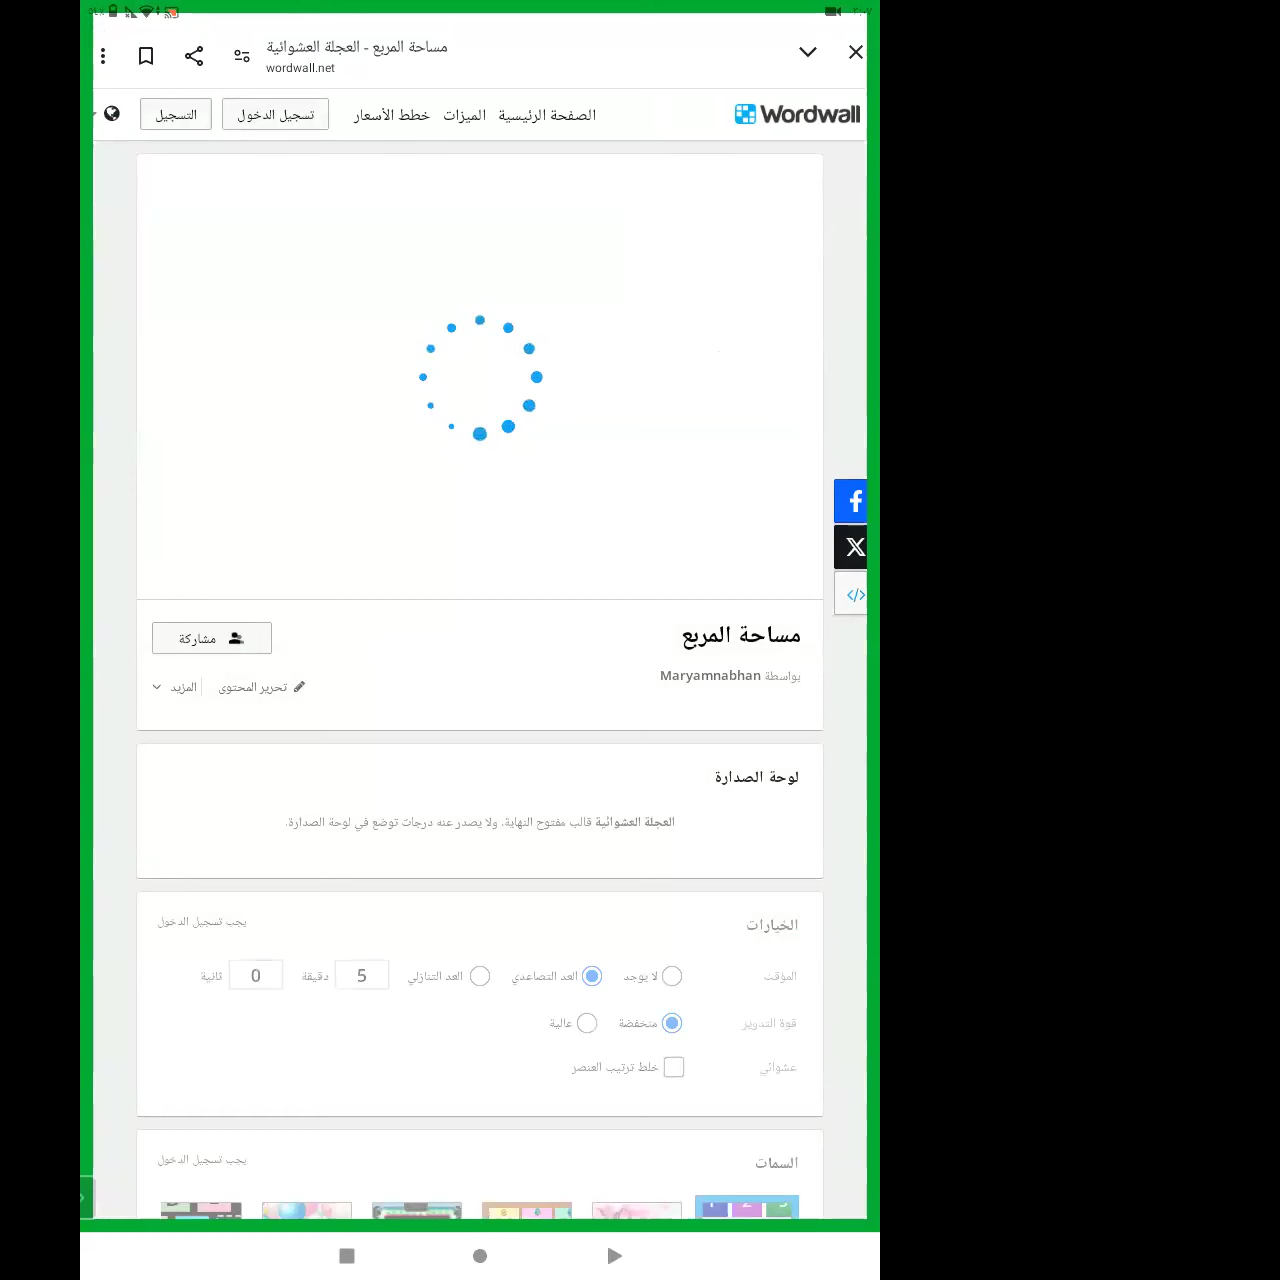 مساحة المربع - العجلة العشوائية
wordwall.net
Wordwall
الصفحة الرئيسية
الميزات
خطط الأسعار
تسجيل الدخول
التسجيل
مساحة المربع
مشاركة
بواسطة Maryamnabhan
تحرير المحتوى
المزيد
لوحة الصدارة
العجلة العشوائية قالب مفتوح النهاية. ولا يصدر عنه درجات توضع في لوحة الصدارة.
الخيارات
يجب تسجيل الدخول
المؤقت لا يوجد العد التصاعدي العد التنازلي 5 دقيقة 0 ثانية
قوة التدوير منخفضة عالية
عشوائي خلط ترتيب العنصر
السمات
يجب تسجيل الدخول